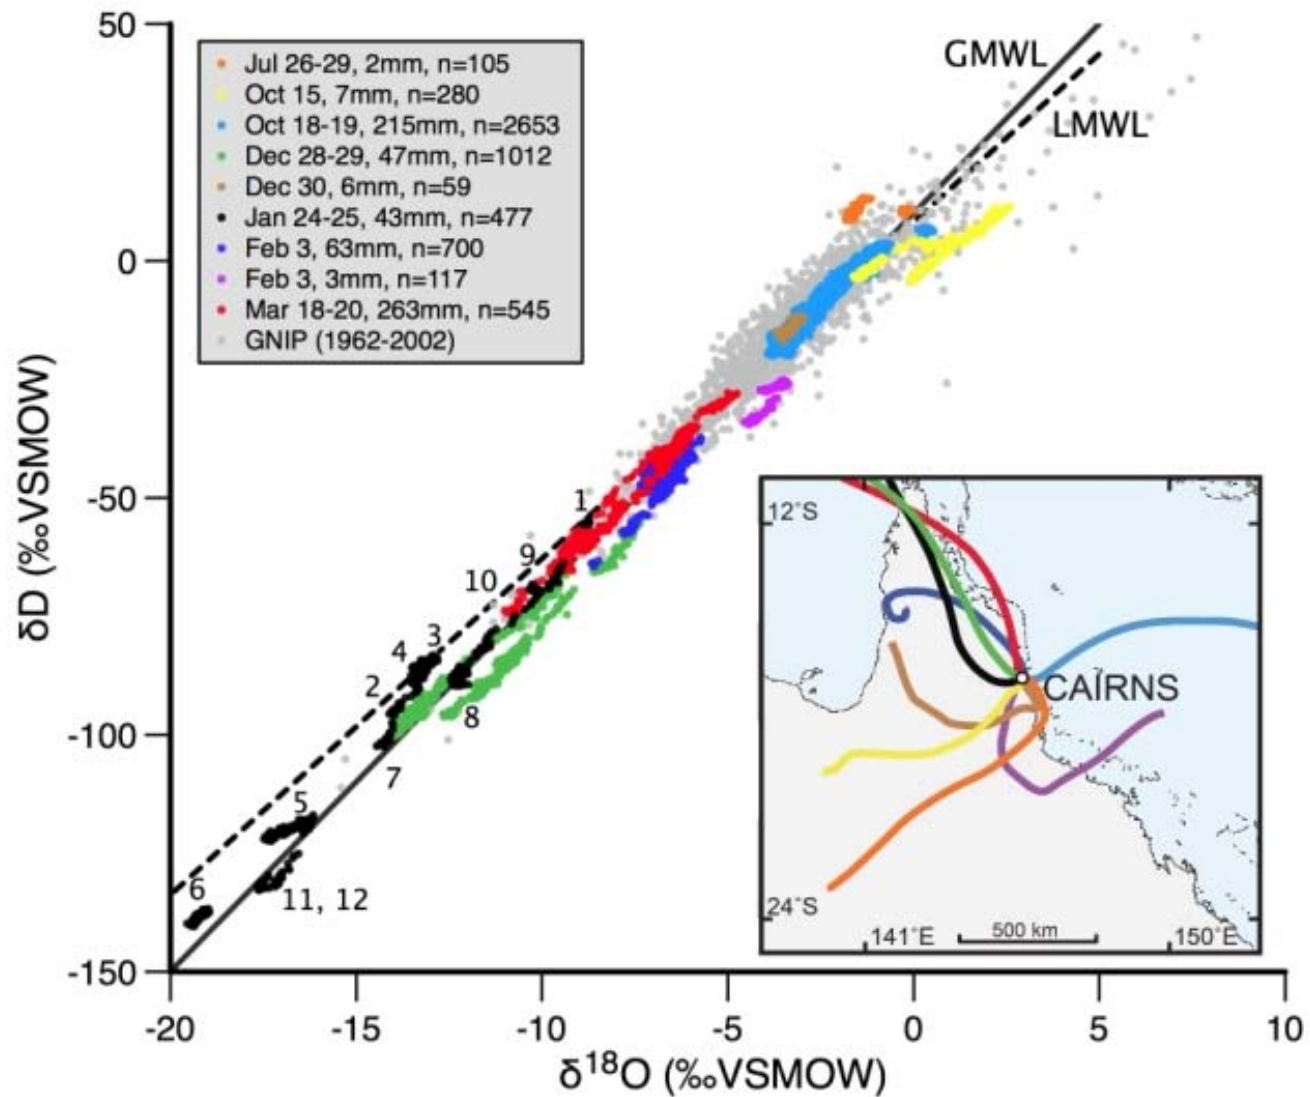 50
0
-50
-100
-150
δD (‰VSMOW)
Jul 26-29, 2mm, n=105
Oct 15, 7mm, n=280
Oct 18-19, 215mm, n=2653
Dec 28-29, 47mm, n=1012
Dec 30, 6mm, n=59
Jan 24-25, 43mm, n=477
Feb 3, 63mm, n=700
Feb 3, 3mm, n=117
Mar 18-20, 263mm, n=545
GNIP (1962-2002)
GMWL
LMWL
1
9
10
3
4
2
8
7
5
6
11, 12
12˚S
CAIRNS
24˚S
141˚E
500 km
150˚E
-20 -15 -10 -5 0 5 10
δ¹⁸O (‰VSMOW)